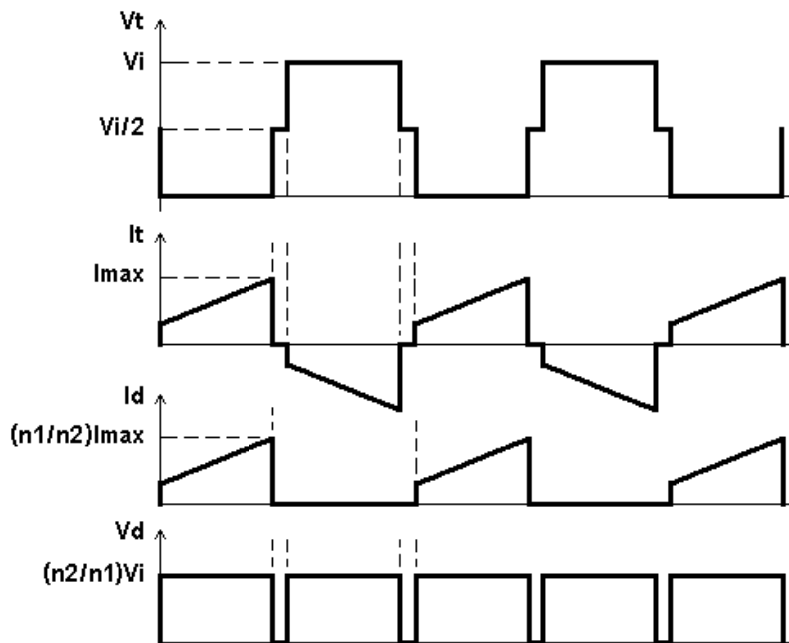 Vt
Vi
Vi/2
It
Imax
Id
(n1/n2)Imax
Vd
(n2/n1)Vi